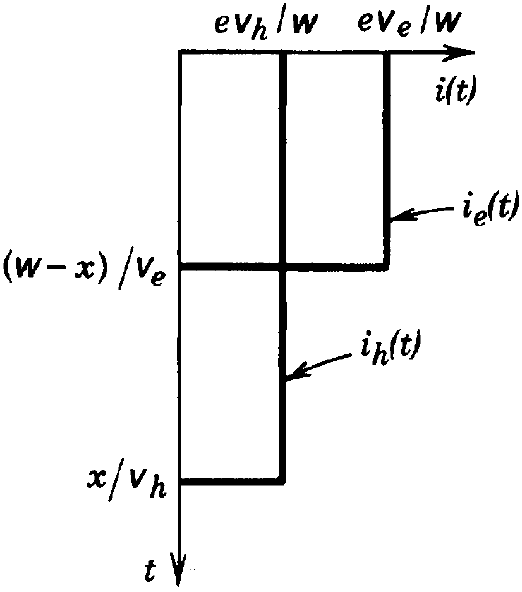 evₕ/w evₑ/w
i(t)
iₑ(t)
(w−x)/vₑ
iₕ(t)
x/vₕ
t